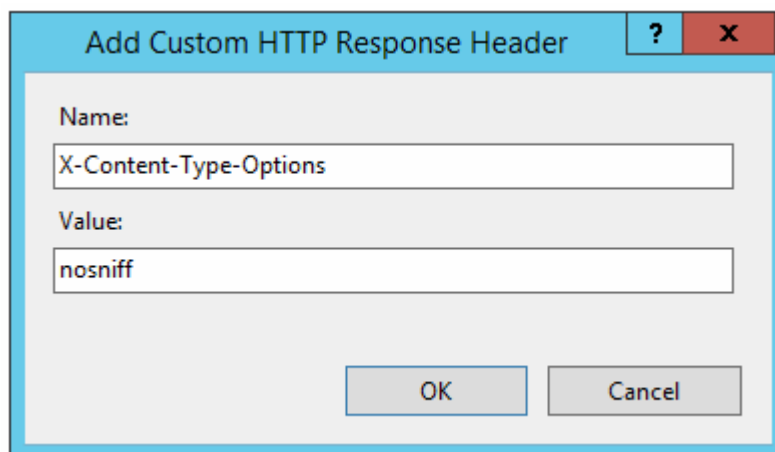 Add Custom HTTP Response Header
? x
Name:
X-Content-Type-Options
Value:
nosniff
OK Cancel